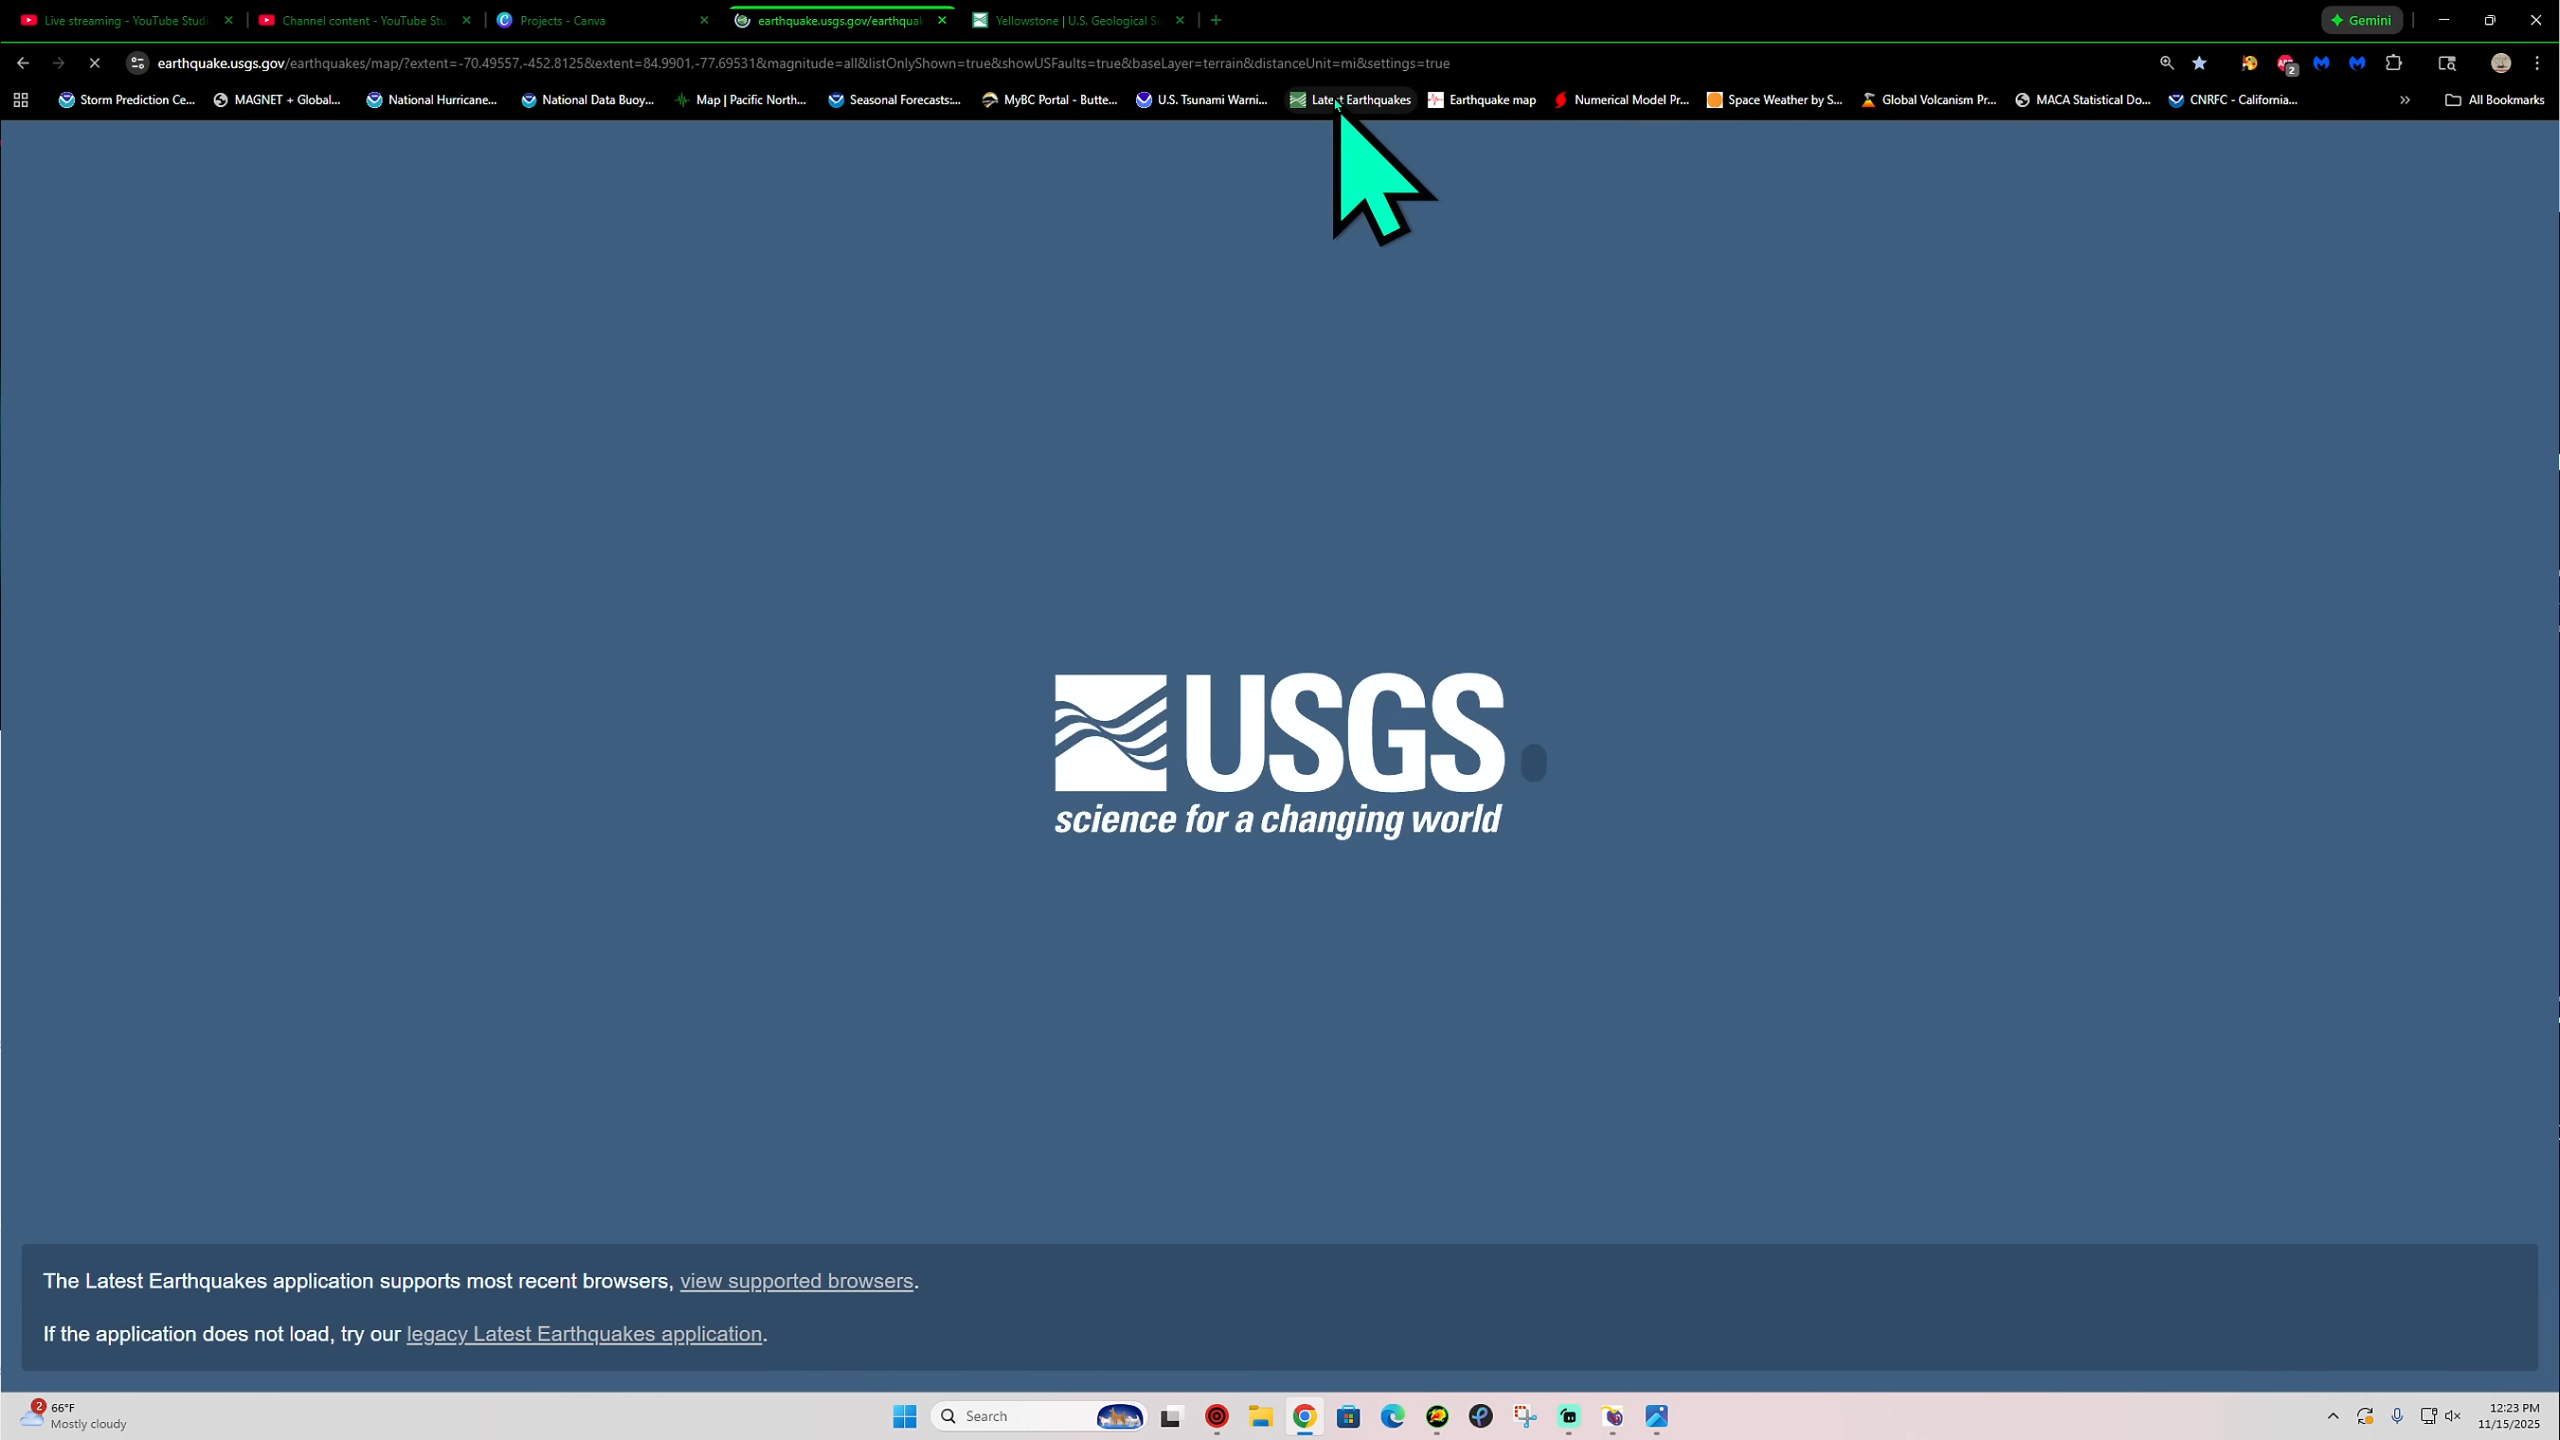 Live streaming - YouTube Studi
Channel content - YouTube Stu
Projects - Canva
earthquake.usgs.gov/earthquak
Yellowstone | U.S. Geological S
Gemini
earthquake.usgs.gov/earthquakes/map/?extent=-70.49557,-452.8125&extent=84.9901,-77.69531&magnitude=all&listOnlyShown=true&showUSFaults=true&baseLayer=terrain&distanceUnit=mi&settings=true
2
Storm Prediction Ce...
MAGNET + Global...
National Hurricane...
National Data Buoy...
Map | Pacific North...
Seasonal Forecasts:...
MyBC Portal - Butte...
U.S. Tsunami Warni...
Latest Earthquakes
Earthquake map
Numerical Model Pr...
Space Weather by S...
Global Volcanism Pr...
MACA Statistical Do...
CNRFC - California...
All Bookmarks
USGS
science for a changing world
The Latest Earthquakes application supports most recent browsers, view supported browsers.
If the application does not load, try our legacy Latest Earthquakes application.
2
66°F
Mostly cloudy
Search
12:23 PM
11/15/2025